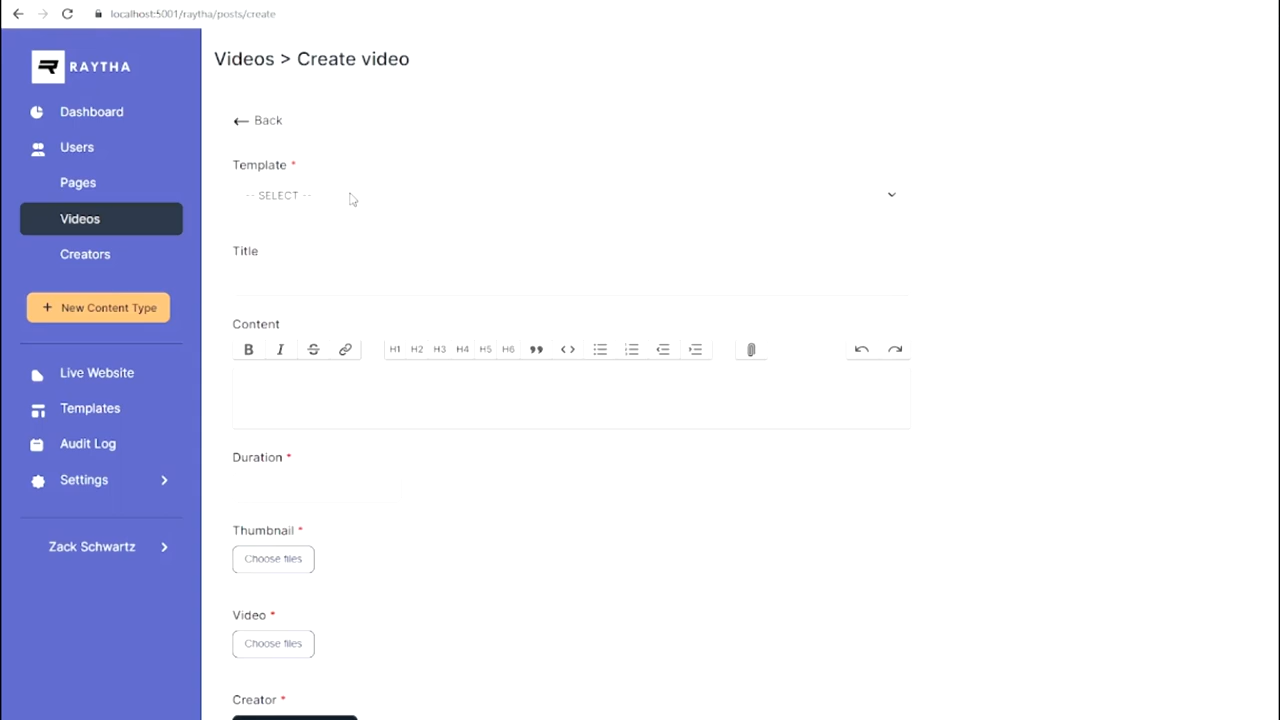 localhost:5001/raytha/posts/create
RAYTHA
Dashboard
Users
Pages
Videos
Creators
+ New Content Type
Live Website
Templates
Audit Log
Settings
Zack Schwartz
Videos > Create video
← Back
Template *
-- SELECT --
Title
Content
B I S H1 H2 H3 H4 H5 H6
Duration *
Thumbnail *
Choose files
Video *
Choose files
Creator *